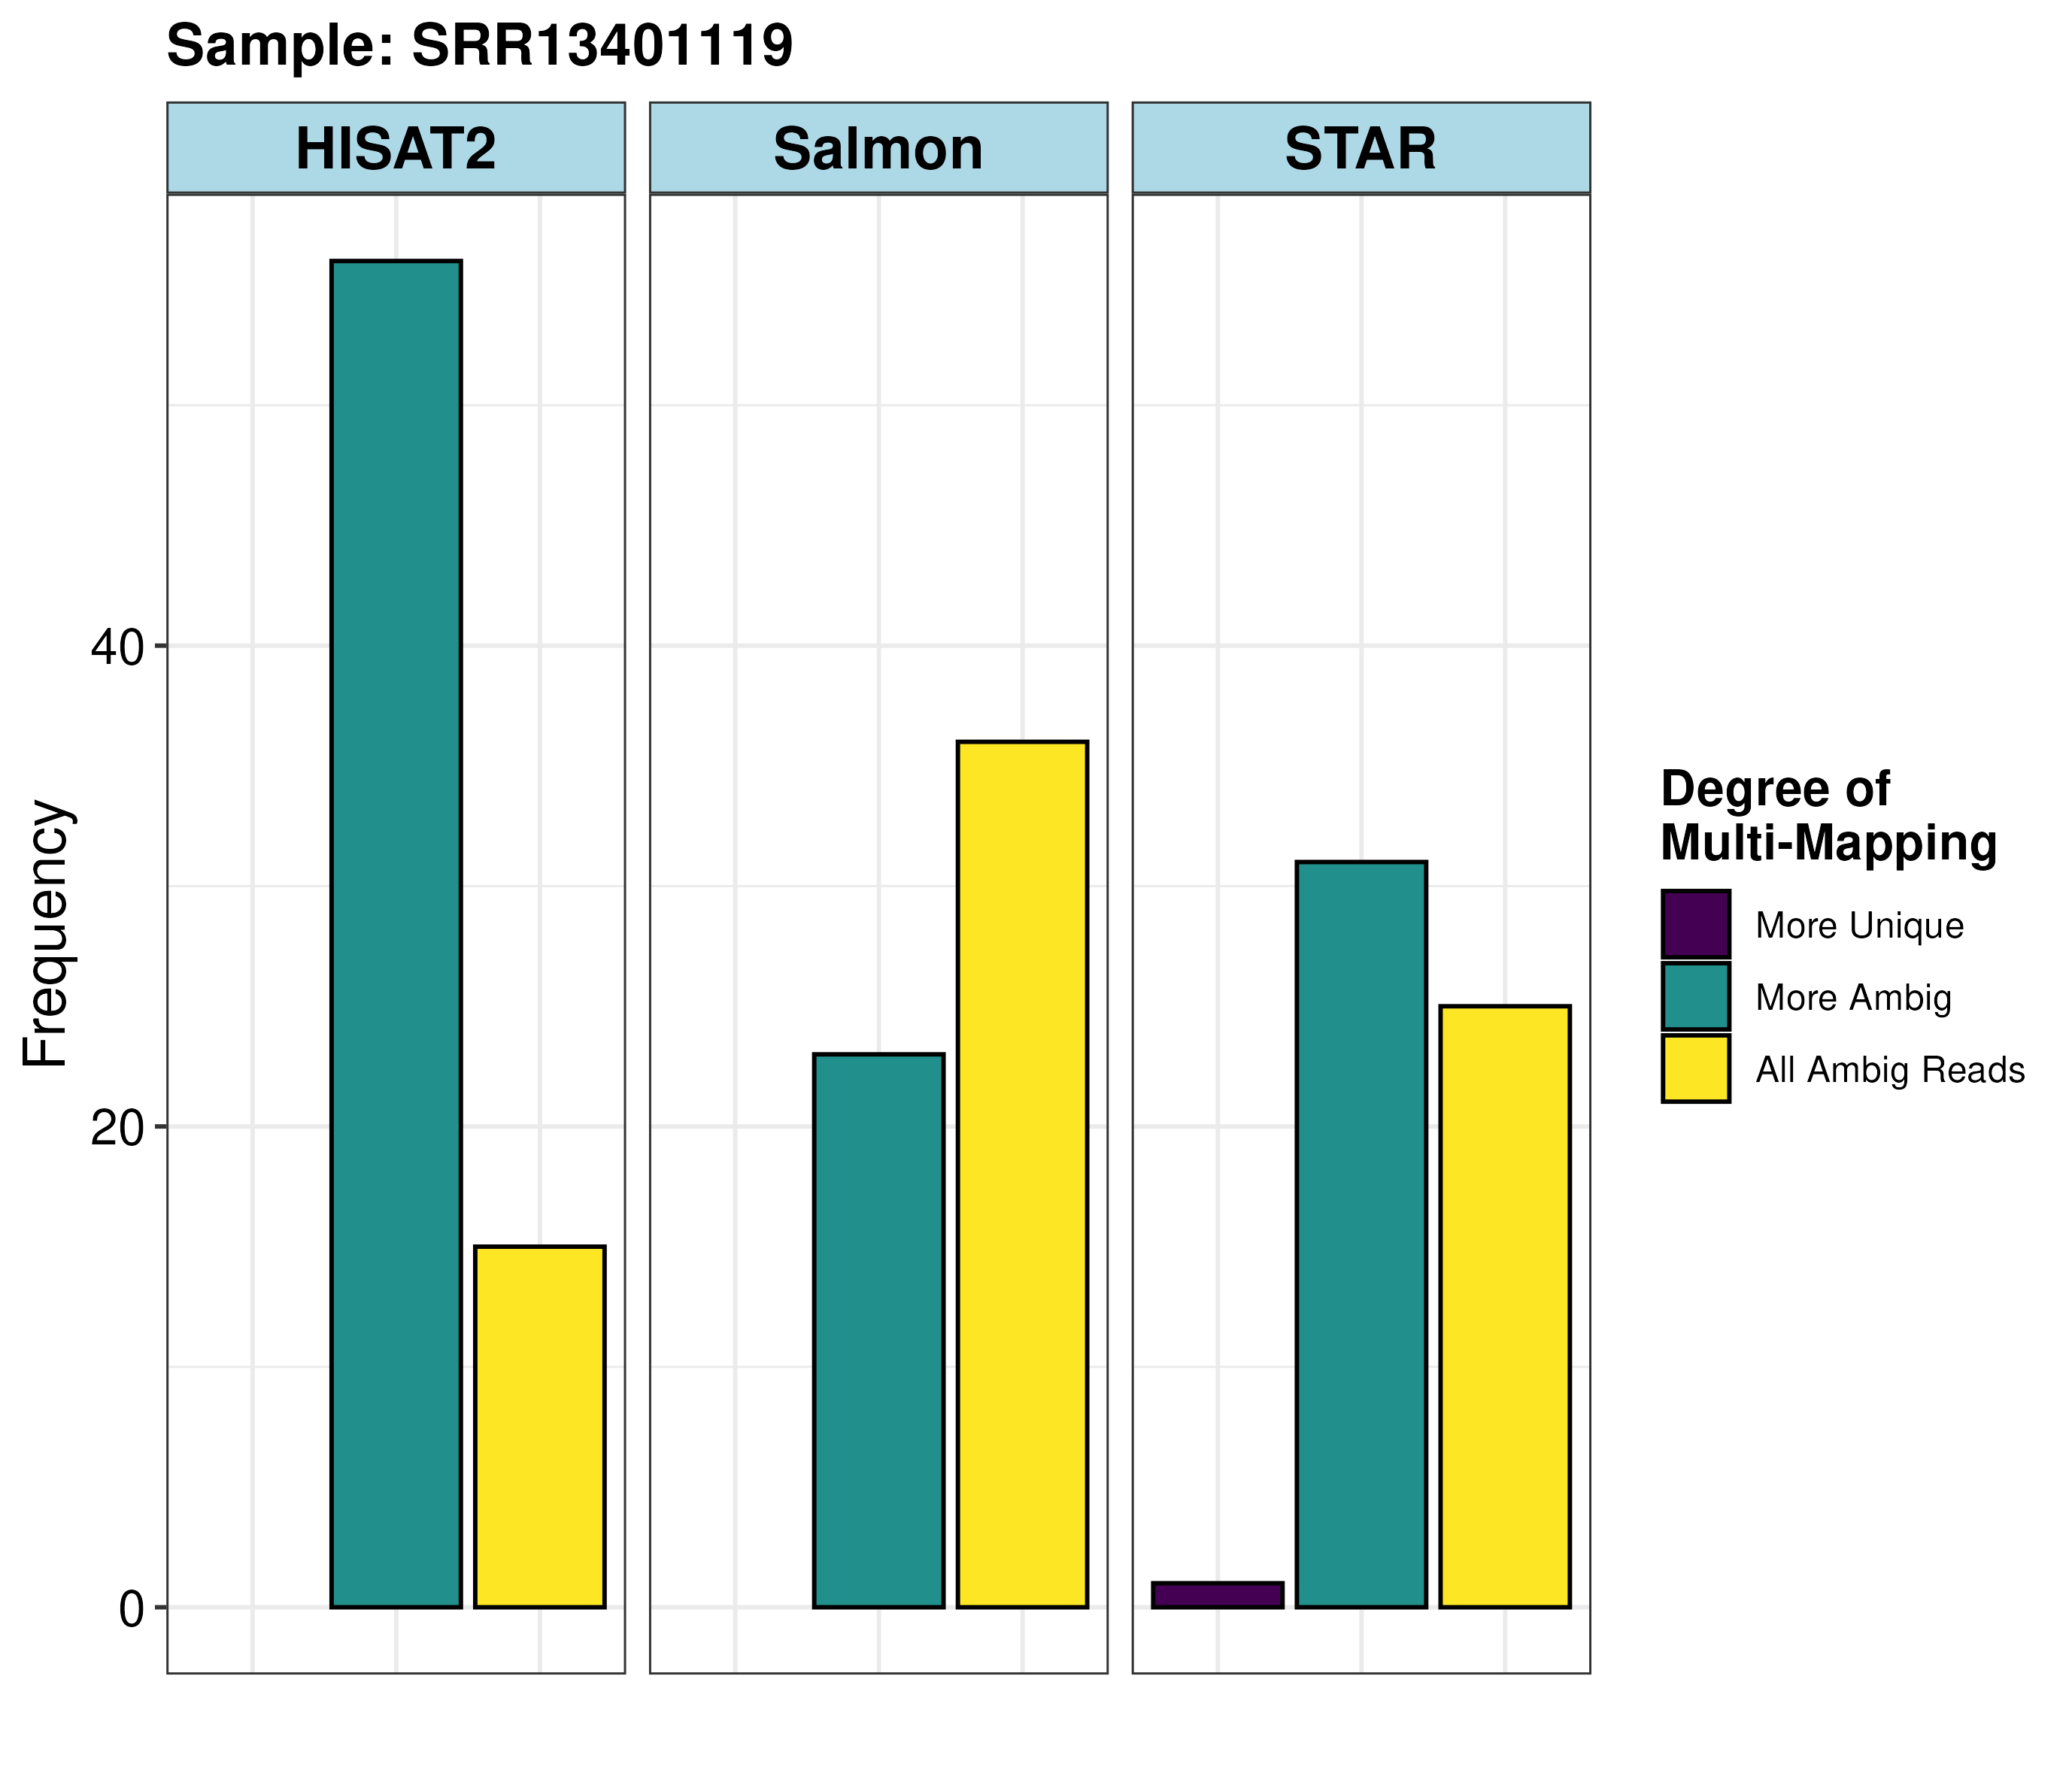 Sample: SRR13401119
HISAT2
Salmon
STAR
Frequency
40
20
0
Degree of
Multi-Mapping
More Unique
More Ambig
All Ambig Reads